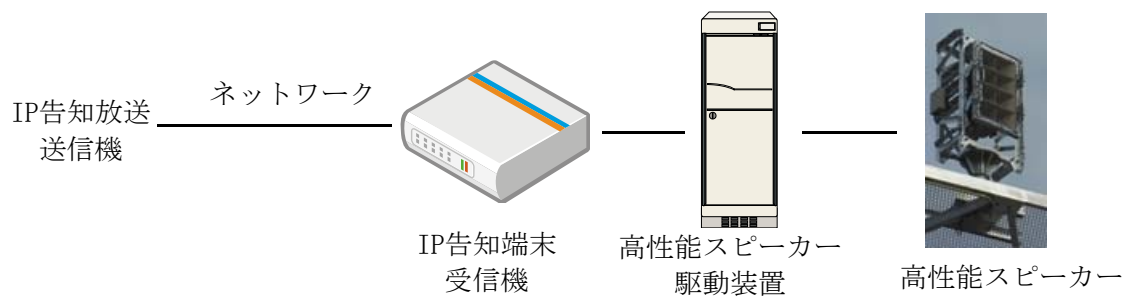 IP告知放送
送信機
ネットワーク
IP告知端末
受信機
高性能スピーカー
駆動装置
高性能スピーカー